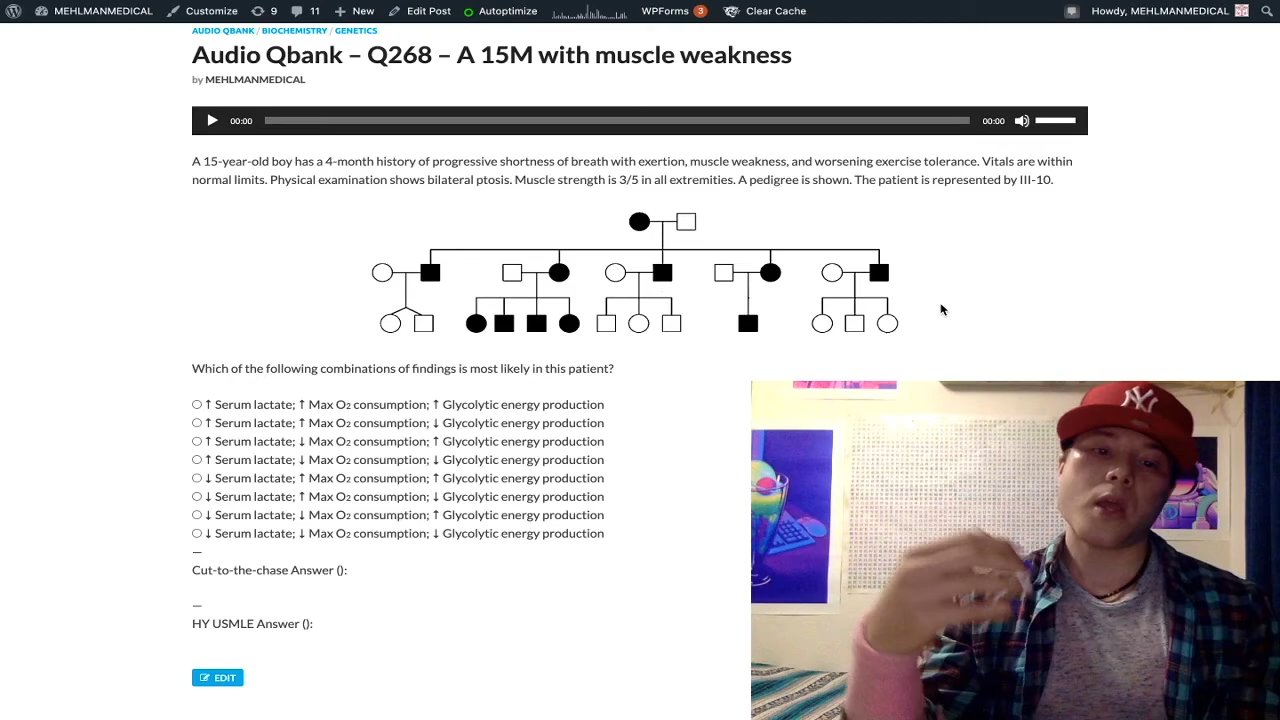 MEHLMANMEDICAL Customize 9 11 New Edit Post Autoptimize WPForms 3 Clear Cache Howdy, MEHLMANMEDICAL
AUDIO QBANK / BIOCHEMISTRY / GENETICS
Audio Qbank – Q268 – A 15M with muscle weakness
by MEHLMANMEDICAL
00:00 00:00
A 15-year-old boy has a 4-month history of progressive shortness of breath with exertion, muscle weakness, and worsening exercise tolerance. Vitals are within
normal limits. Physical examination shows bilateral ptosis. Muscle strength is 3/5 in all extremities. A pedigree is shown. The patient is represented by III-10.
Which of the following combinations of findings is most likely in this patient?
↑ Serum lactate; ↑ Max O2 consumption; ↑ Glycolytic energy production
↑ Serum lactate; ↑ Max O2 consumption; ↓ Glycolytic energy production
↑ Serum lactate; ↓ Max O2 consumption; ↑ Glycolytic energy production
↑ Serum lactate; ↓ Max O2 consumption; ↓ Glycolytic energy production
↓ Serum lactate; ↑ Max O2 consumption; ↑ Glycolytic energy production
↓ Serum lactate; ↑ Max O2 consumption; ↓ Glycolytic energy production
↓ Serum lactate; ↓ Max O2 consumption; ↑ Glycolytic energy production
↓ Serum lactate; ↓ Max O2 consumption; ↓ Glycolytic energy production
—
Cut-to-the-chase Answer ():
—
HY USMLE Answer ():
EDIT